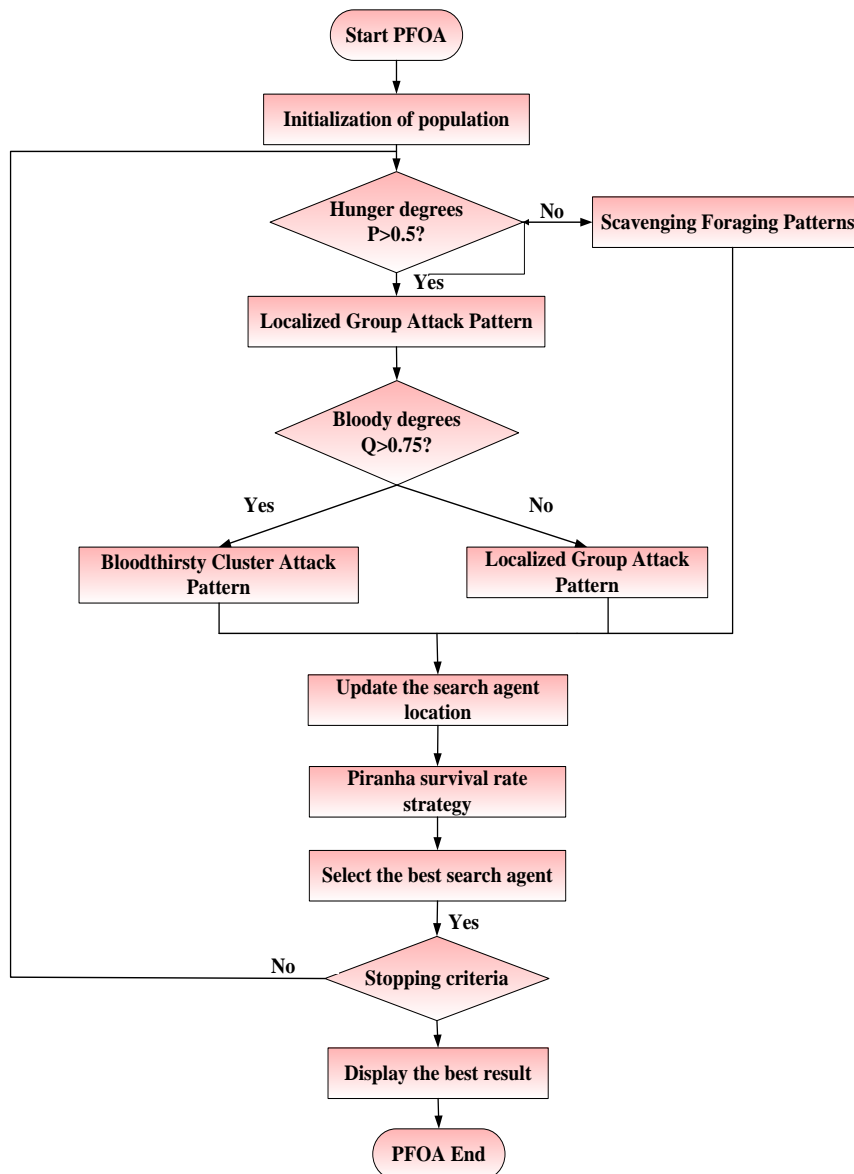 Start PFOA
Initialization of population
Hunger degrees
P>0.5?
No
Scavenging Foraging Patterns
Yes
Localized Group Attack Pattern
Bloody degrees
Q>0.75?
Yes
No
Bloodthirsty Cluster Attack
Pattern
Localized Group Attack
Pattern
Update the search agent
location
Piranha survival rate
strategy
Select the best search agent
Yes
No
Stopping criteria
Display the best result
PFOA End